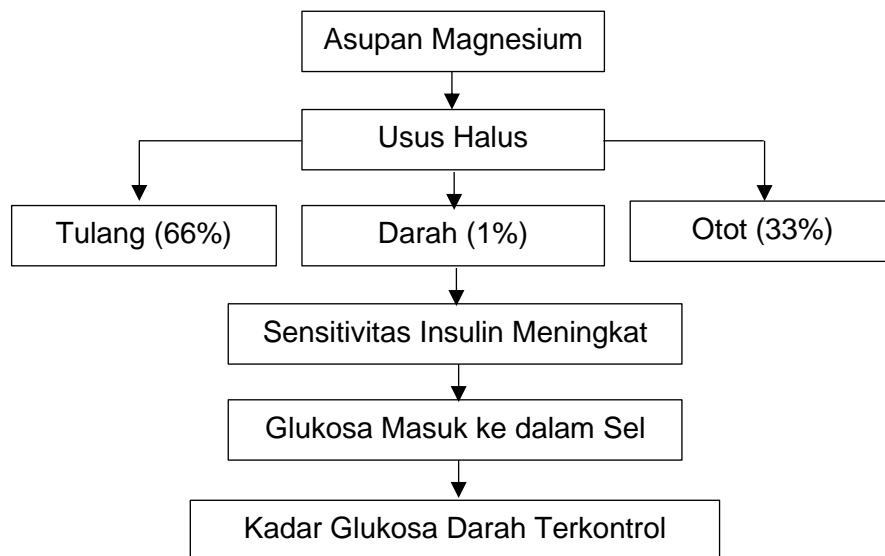 Asupan Magnesium
Usus Halus
Tulang (66%)
Darah (1%)
Otot (33%)
Sensitivitas Insulin Meningkat
Glukosa Masuk ke dalam Sel
Kadar Glukosa Darah Terkontrol